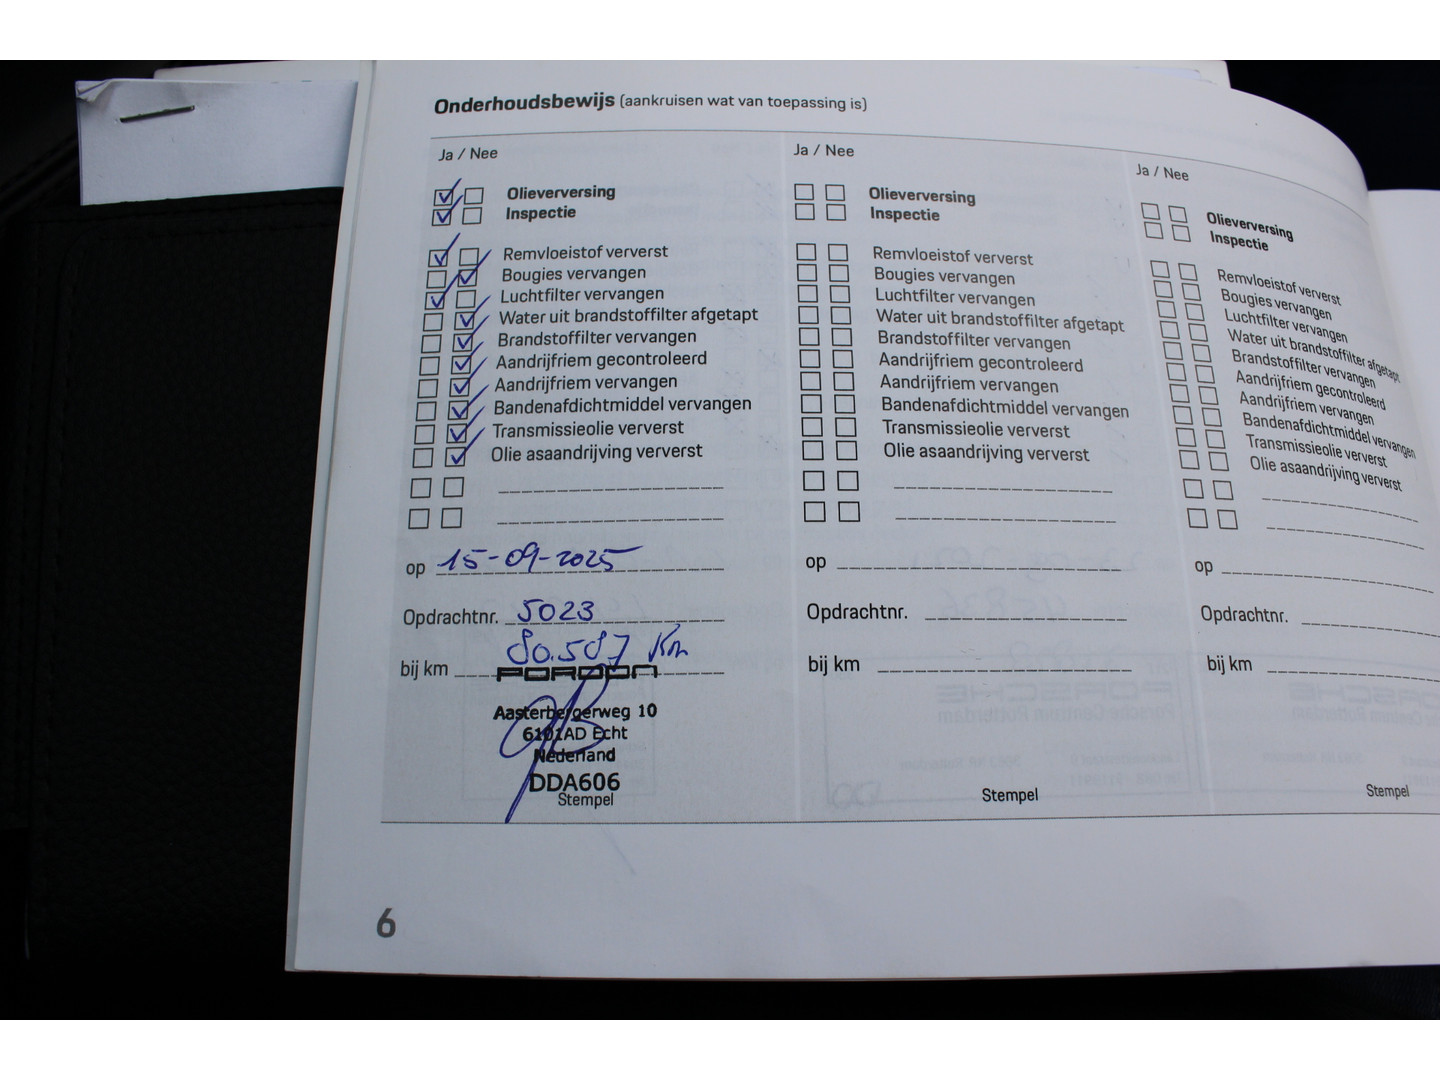 Onderhoudsbewijs (aankruisen wat van toepassing is)
Ja / Nee
Olieverversing
Inspectie
Remvloeistof ververst
Bougies vervangen
Luchtfilter vervangen
Water uit brandstoffilter afgetapt
Brandstoffilter vervangen
Aandrijfriem gecontroleerd
Aandrijfriem vervangen
Bandenafdichtmiddel vervangen
Transmissieolie ververst
Olie asaandrijving ververst
op 15-09-2025
Opdrachtnr. 5023
bij km 80.587 Km
PORDON
Aasterbergerweg 10
6101AD Echt
Nederland
DDA606
Stempel
Ja / Nee
Olieverversing
Inspectie
Remvloeistof ververst
Bougies vervangen
Luchtfilter vervangen
Water uit brandstoffilter afgetapt
Brandstoffilter vervangen
Aandrijfriem gecontroleerd
Aandrijfriem vervangen
Bandenafdichtmiddel vervangen
Transmissieolie ververst
Olie asaandrijving ververst
op
Opdrachtnr.
bij km
Stempel
Ja / Nee
Olieverversing
Inspectie
Remvloeistof ververst
Bougies vervangen
Luchtfilter vervangen
Water uit brandstoffilter afgetapt
Brandstoffilter vervangen
Aandrijfriem gecontroleerd
Aandrijfriem vervangen
Bandenafdichtmiddel vervangen
Transmissieolie ververst
Olie asaandrijving ververst
op
Opdrachtnr.
bij km
Stempel
6